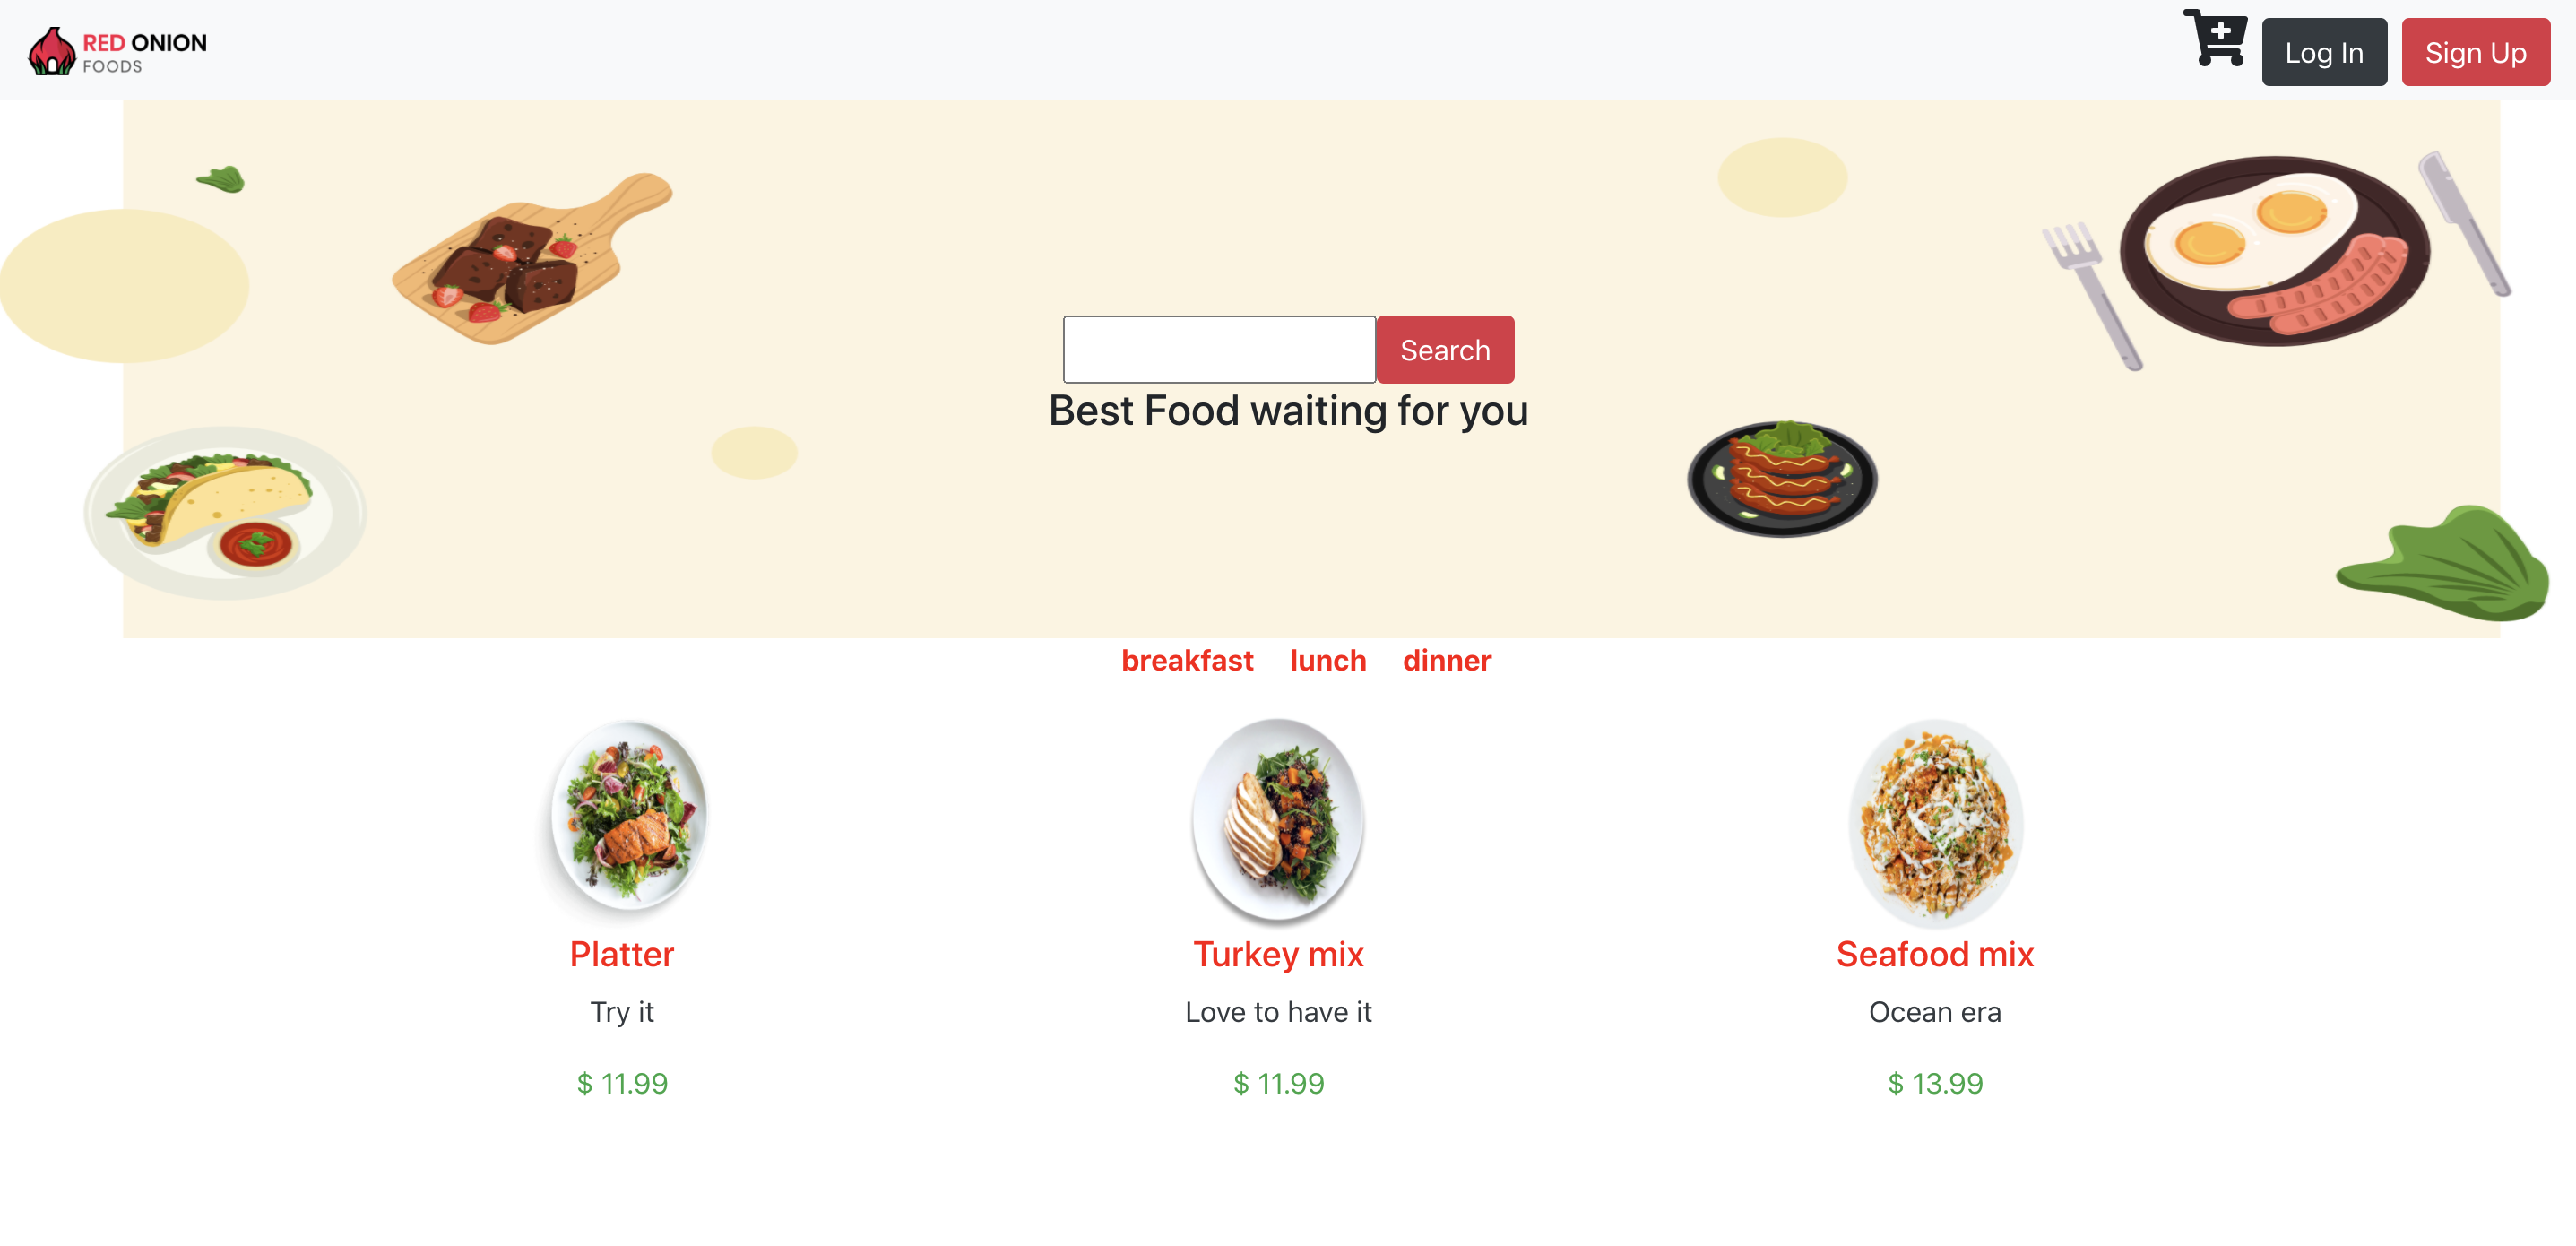 RED ONION
FOODS
Log In
Sign Up
Search
Best Food waiting for you
breakfast lunch dinner
Platter
Turkey mix
Seafood mix
Try it
Love to have it
Ocean era
$ 11.99
$ 11.99
$ 13.99